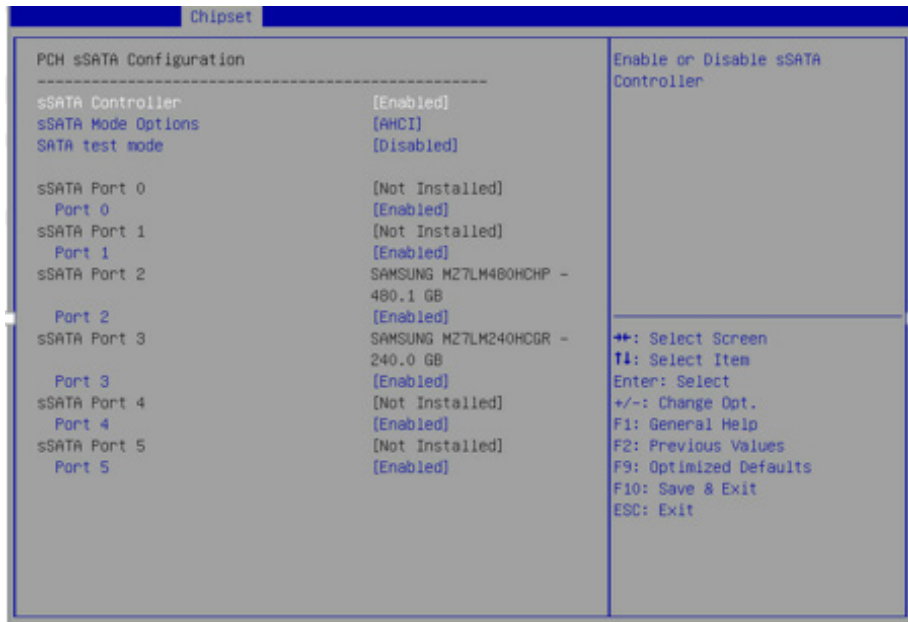 Chipset
PCH sSATA Configuration
--------------------------------------------------
sSATA Controller [Enabled]
sSATA Mode Options [AHCI]
SATA test mode [Disabled]
sSATA Port 0 [Not Installed]
Port 0 [Enabled]
sSATA Port 1 [Not Installed]
Port 1 [Enabled]
sSATA Port 2 SAMSUNG MZ7LM480HCHP -
480.1 GB
Port 2 [Enabled]
sSATA Port 3 SAMSUNG MZ7LM240HCGR -
240.0 GB
Port 3 [Enabled]
sSATA Port 4 [Not Installed]
Port 4 [Enabled]
sSATA Port 5 [Not Installed]
Port 5 [Enabled]
Enable or Disable sSATA
Controller
→←: Select Screen
↑↓: Select Item
Enter: Select
+/-: Change Opt.
F1: General Help
F2: Previous Values
F9: Optimized Defaults
F10: Save & Exit
ESC: Exit